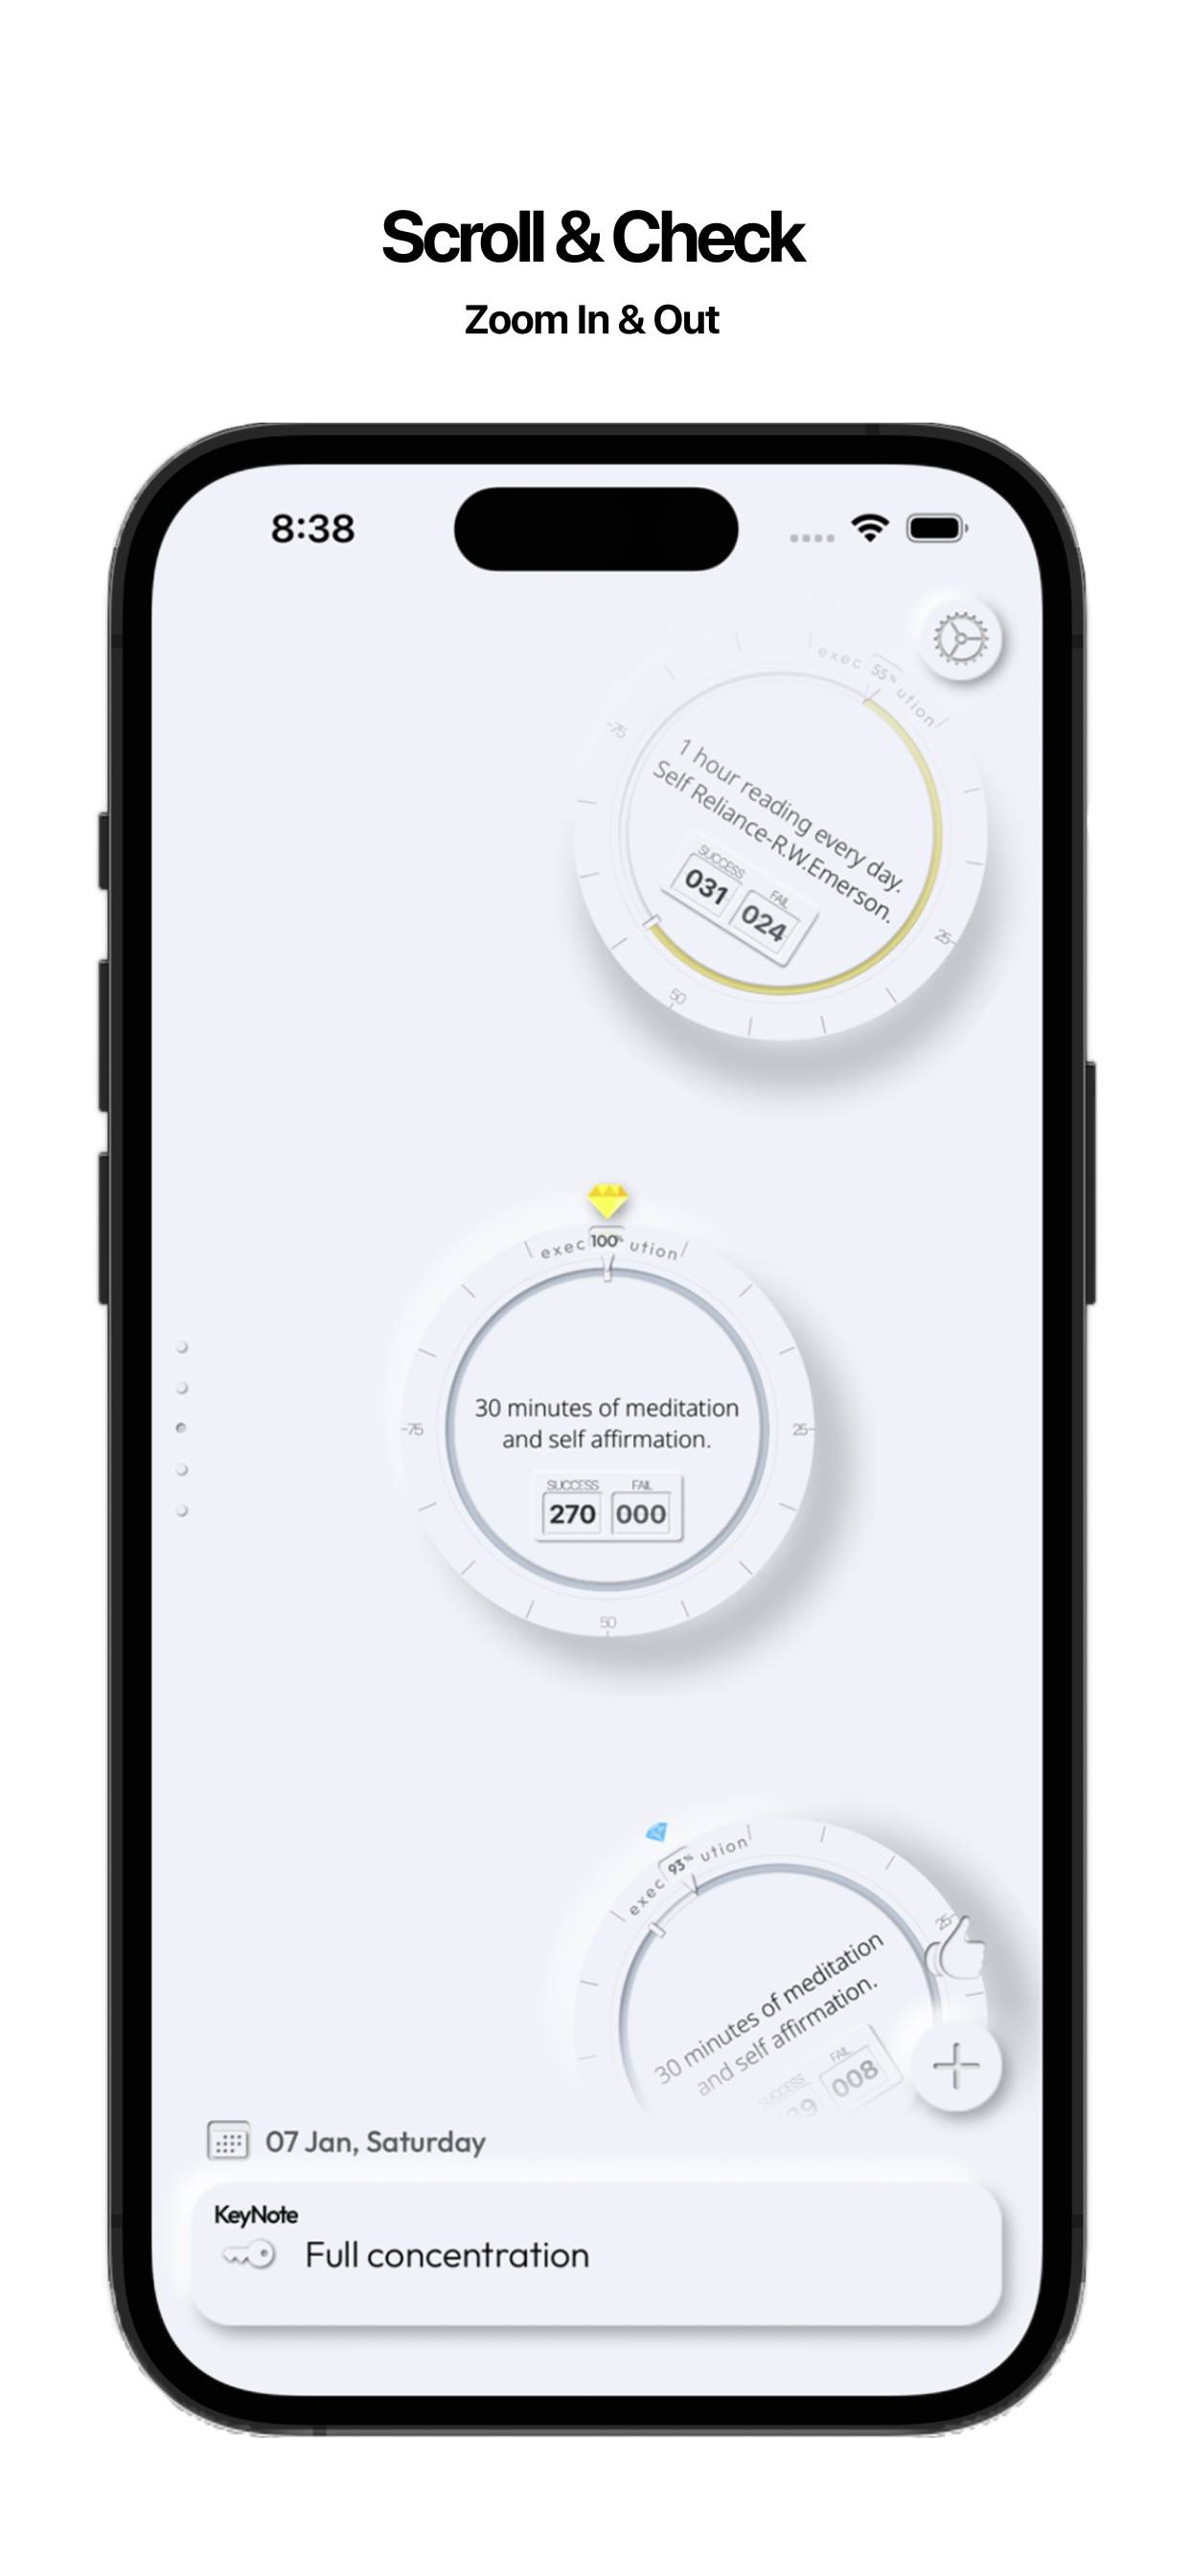 Scroll & Check
Zoom In & Out
8:38
exec 55% ution
75
1 hour reading every day.
Self Reliance-R.W.Emerson.
SUCCESS FAIL
031 024
25
50
exec 100% ution
75
25
30 minutes of meditation
and self affirmation.
SUCCESS FAIL
270 000
50
exec 93% ution
25
30 minutes of meditation
and self affirmation.
SUCCESS FAIL
39 008
07 Jan, Saturday
KeyNote
Full concentration